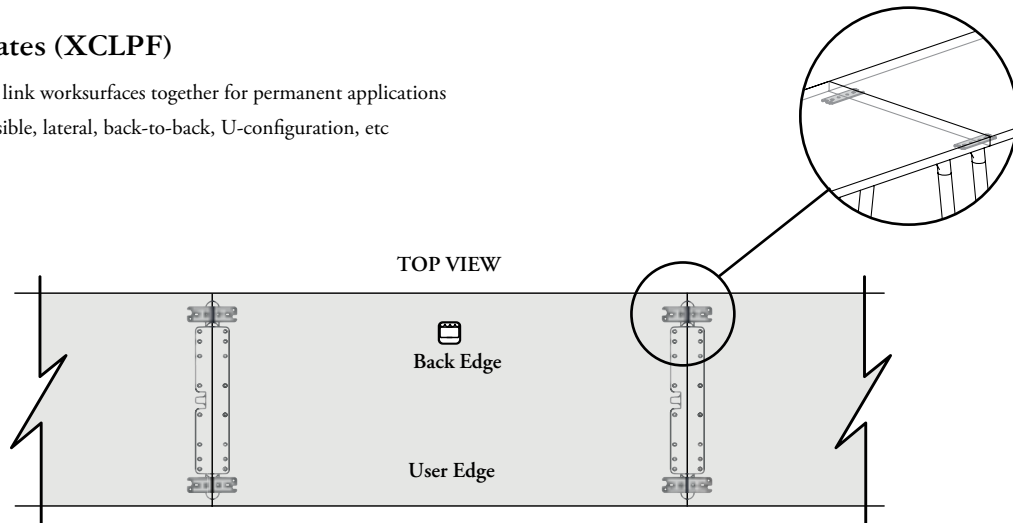 ates (XCLPF)
link worksurfaces together for permanent applications
sible, lateral, back-to-back, U-configuration, etc
TOP VIEW
Back Edge
User Edge